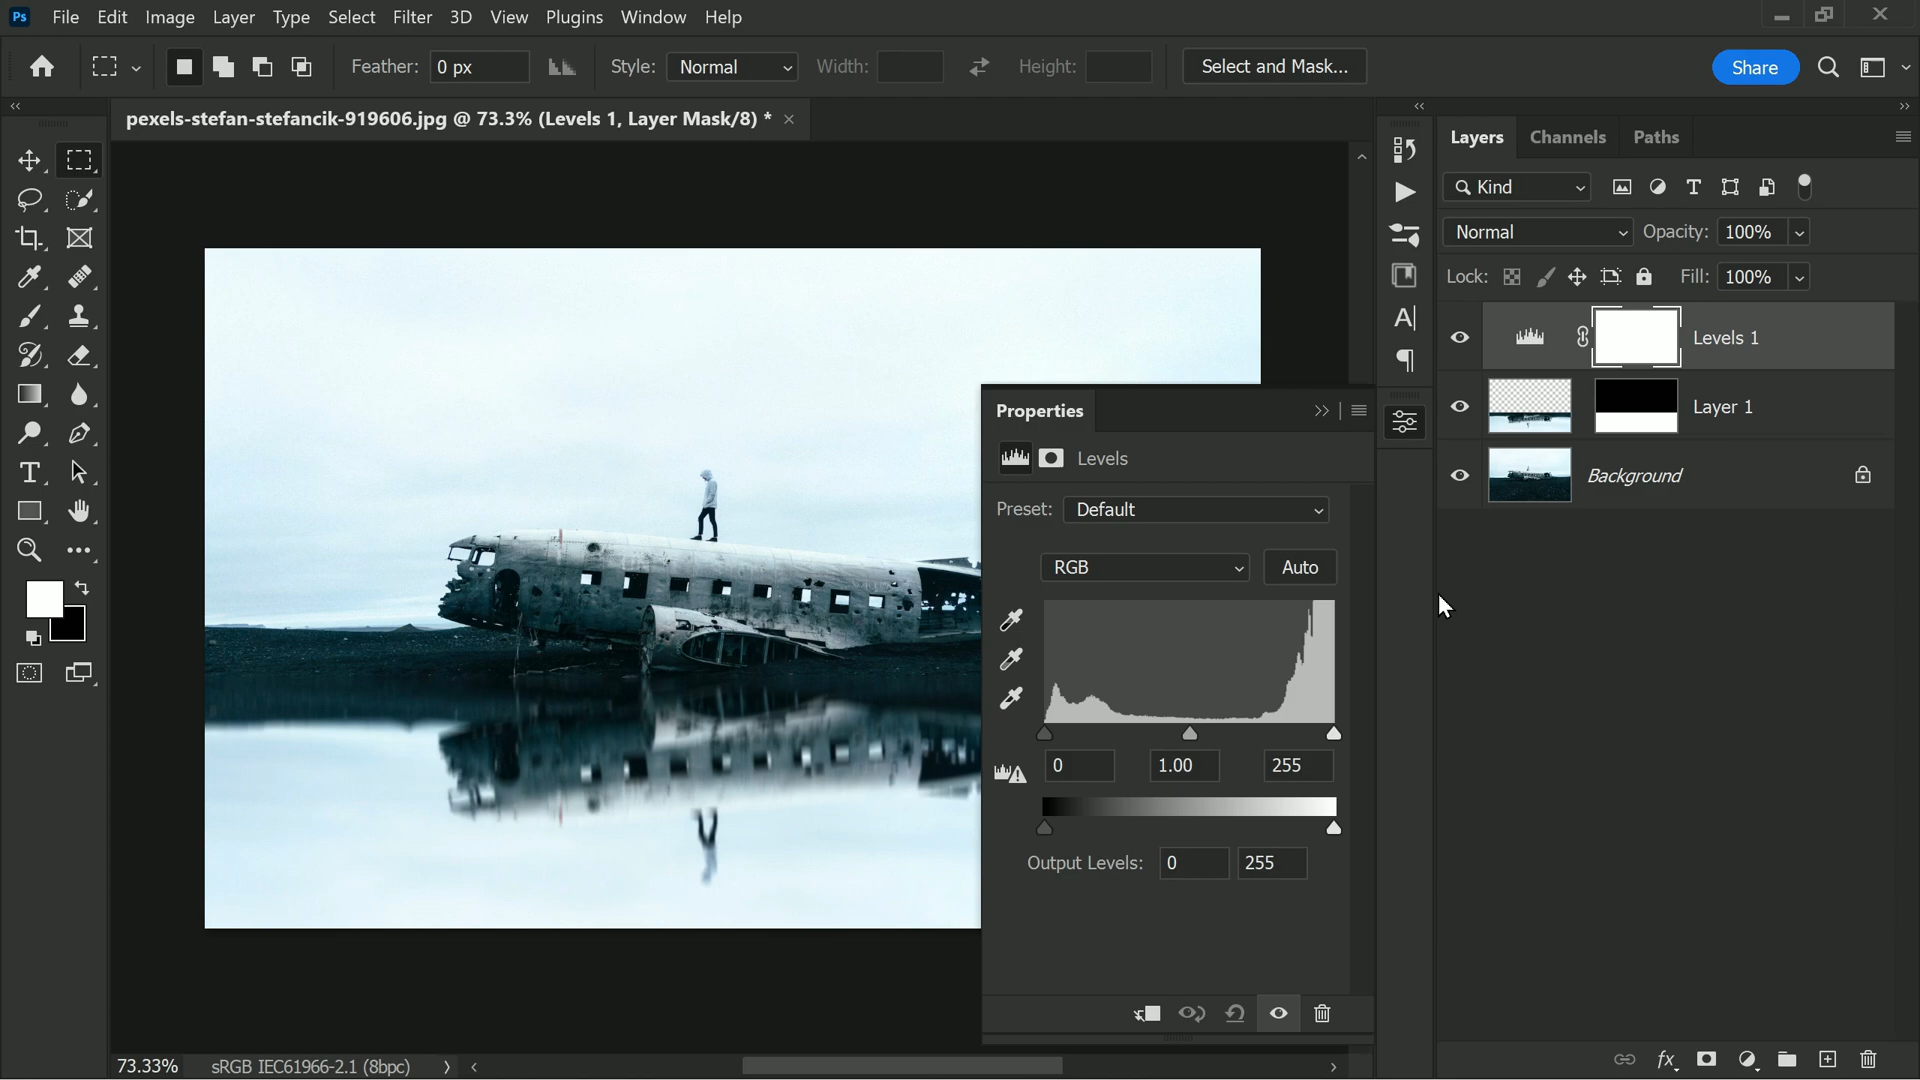 Ps File Edit Image Layer Type Select Filter 3D View Plugins Window Help
Feather: 0 px Style: Normal Width: Height: Select and Mask... Share
pexels-stefan-stefancik-919606.jpg @ 73.3% (Levels 1, Layer Mask/8) *
Layers Channels Paths
Kind
Normal Opacity: 100%
Lock: Fill: 100%
Levels 1
Layer 1
Background
Properties
Levels
Preset: Default
RGB Auto
0 1.00 255
Output Levels: 0 255
73.33% sRGB IEC61966-2.1 (8bpc)